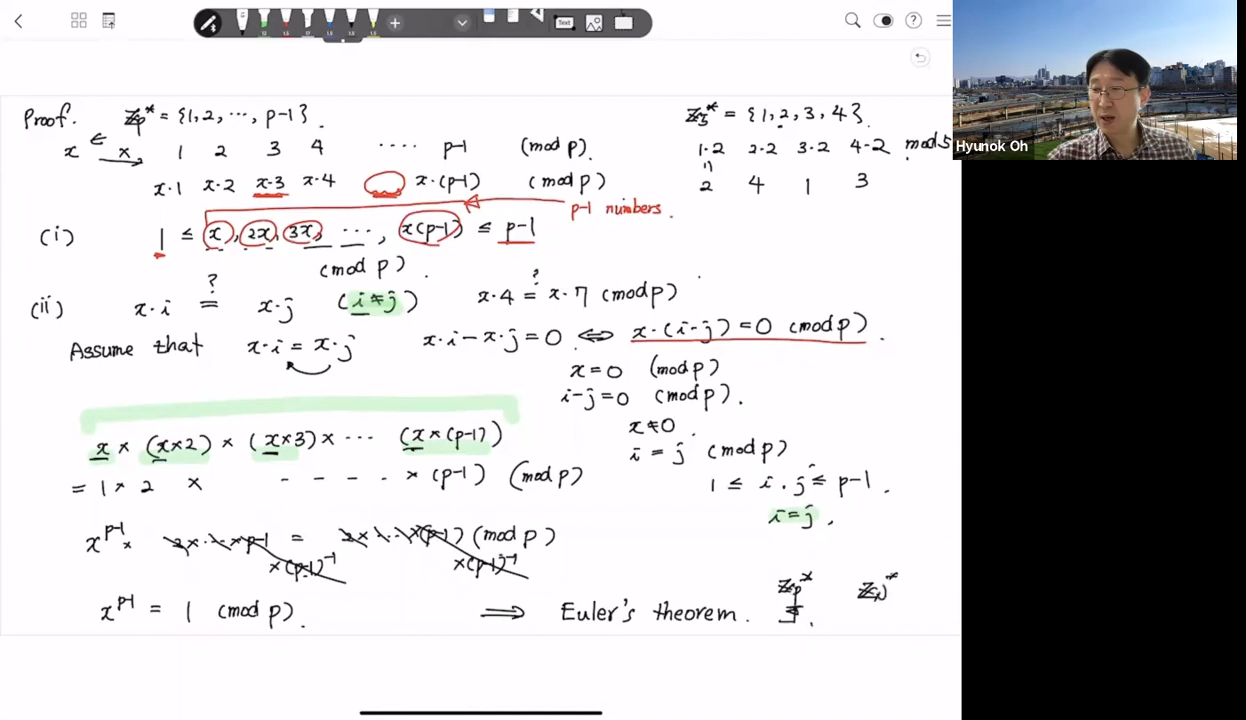 Text
Hyunok Oh
Proof. ℤp* = {1, 2, ⋯, p-1}.
ℤ5* = {1, 2, 3, 4}.
x ∈ × 1 2 3 4 ⋯ p-1 (mod p).
1·2 2·2 3·2 4·2 mod 5
x·1 x·2 x·3 x·4 x·(p-1) (mod p)
2 4 1 3
p-1 numbers.
(i) 1 ≤ x, 2x, 3x, ⋯, x(p-1) ≤ p-1
(mod p).
(ii) x·i ?= x·j (i≠j) x·4 ?= x·7 (mod p)
Assume that x·i = x·j x·i - x·j = 0 ⟺ x·(i-j) = 0 (mod p).
x = 0 (mod p)
i-j = 0 (mod p).
x ≠ 0.
i = j (mod p)
1 ≤ i, j ≤ p-1.
i = j.
x × (x×2) × (x×3) × ⋯ (x×(p-1))
= 1 × 2 × - - - - × (p-1) (mod p)
x^{p-1} × 2×⋯×p-1 = 2×⋯×(p-1) (mod p)
×(p-1)^{-1} ×(p-1)^{-1}
x^{p-1} = 1 (mod p). ⟹ Euler's theorem. ℤp*